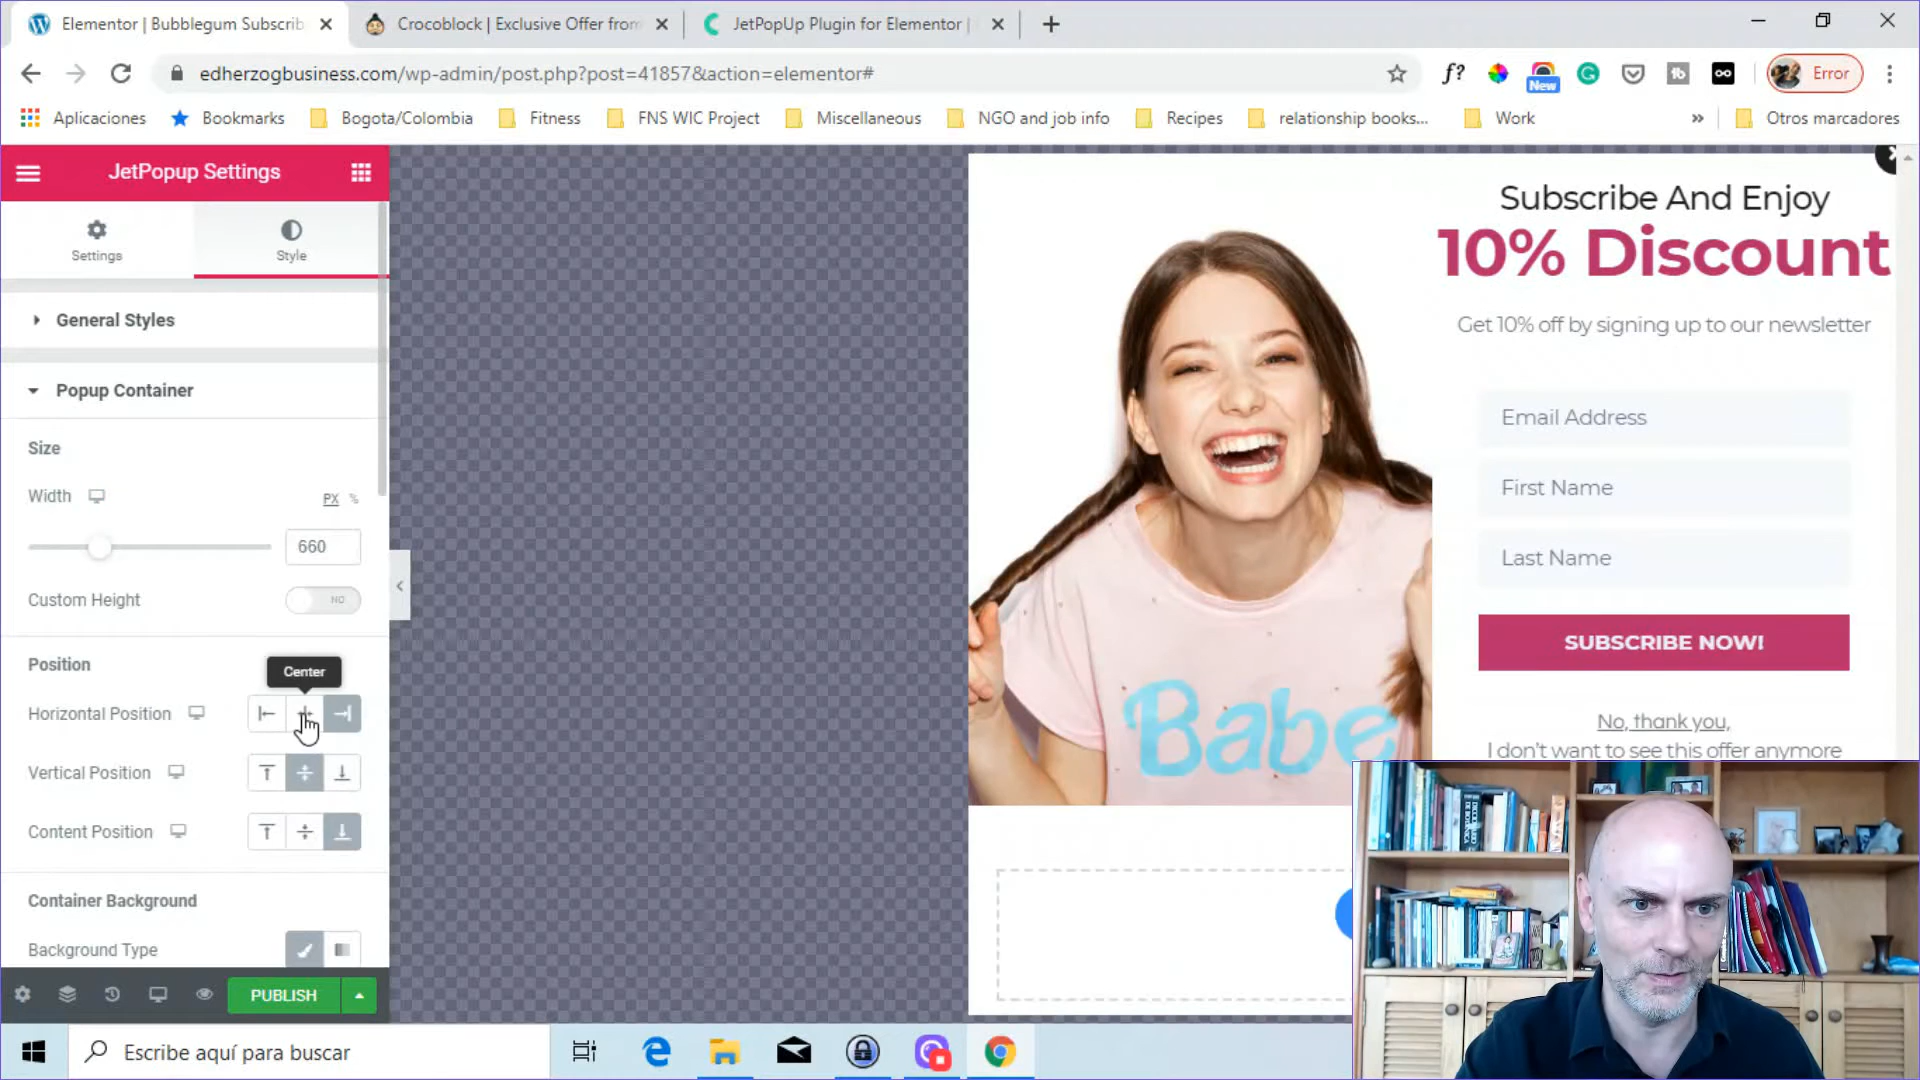 Elementor | Bubblegum Subscrib
Crocoblock | Exclusive Offer from
JetPopUp Plugin for Elementor |
edherzogbusiness.com/wp-admin/post.php?post=41857&action=elementor#
f?
New
Error
Aplicaciones
Bookmarks
Bogota/Colombia
Fitness
FNS WIC Project
Miscellaneous
NGO and job info
Recipes
relationship books...
Work
»
Otros marcadores
JetPopup Settings
Settings
Style
General Styles
Popup Container
Size
Width
PX %
660
Custom Height
NO
Position
Center
Horizontal Position
Vertical Position
Content Position
Container Background
Background Type
PUBLISH
Subscribe And Enjoy
10% Discount
Get 10% off by signing up to our newsletter
Email Address
First Name
Last Name
SUBSCRIBE NOW!
No, thank you,
I don't want to see this offer anymore
Babe
Escribe aquí para buscar